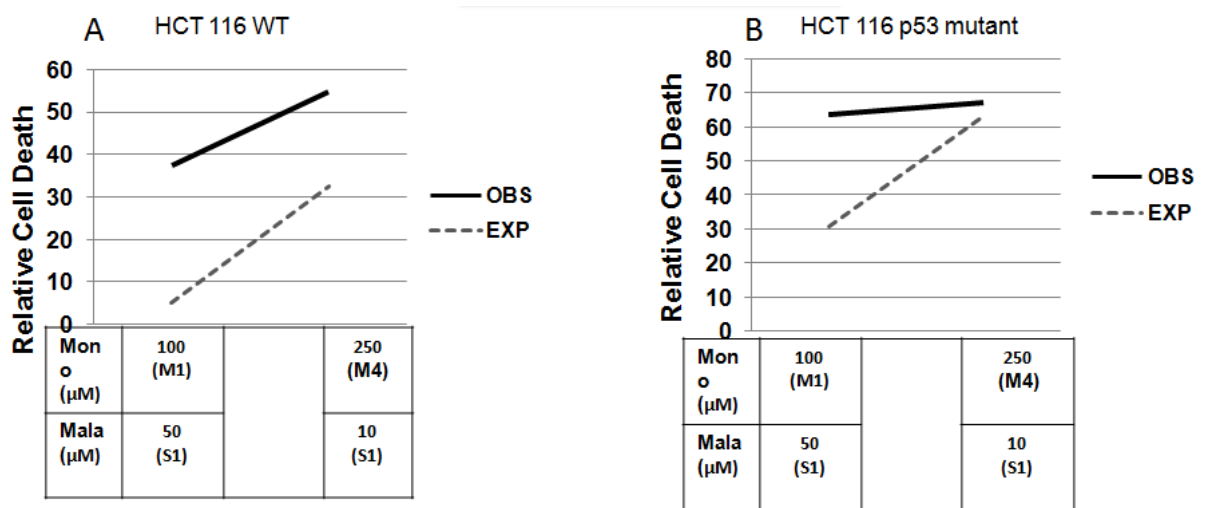 A
HCT 116 WT
Relative Cell Death
60
50
40
30
20
10
0
OBS
EXP
Mon
o
(µM)
100
(M1)
250
(M4)
Mala
(µM)
50
(S1)
10
(S1)
B
HCT 116 p53 mutant
Relative Cell Death
80
70
60
50
40
30
20
10
0
OBS
EXP
Mon
o
(µM)
100
(M1)
250
(M4)
Mala
(µM)
50
(S1)
10
(S1)